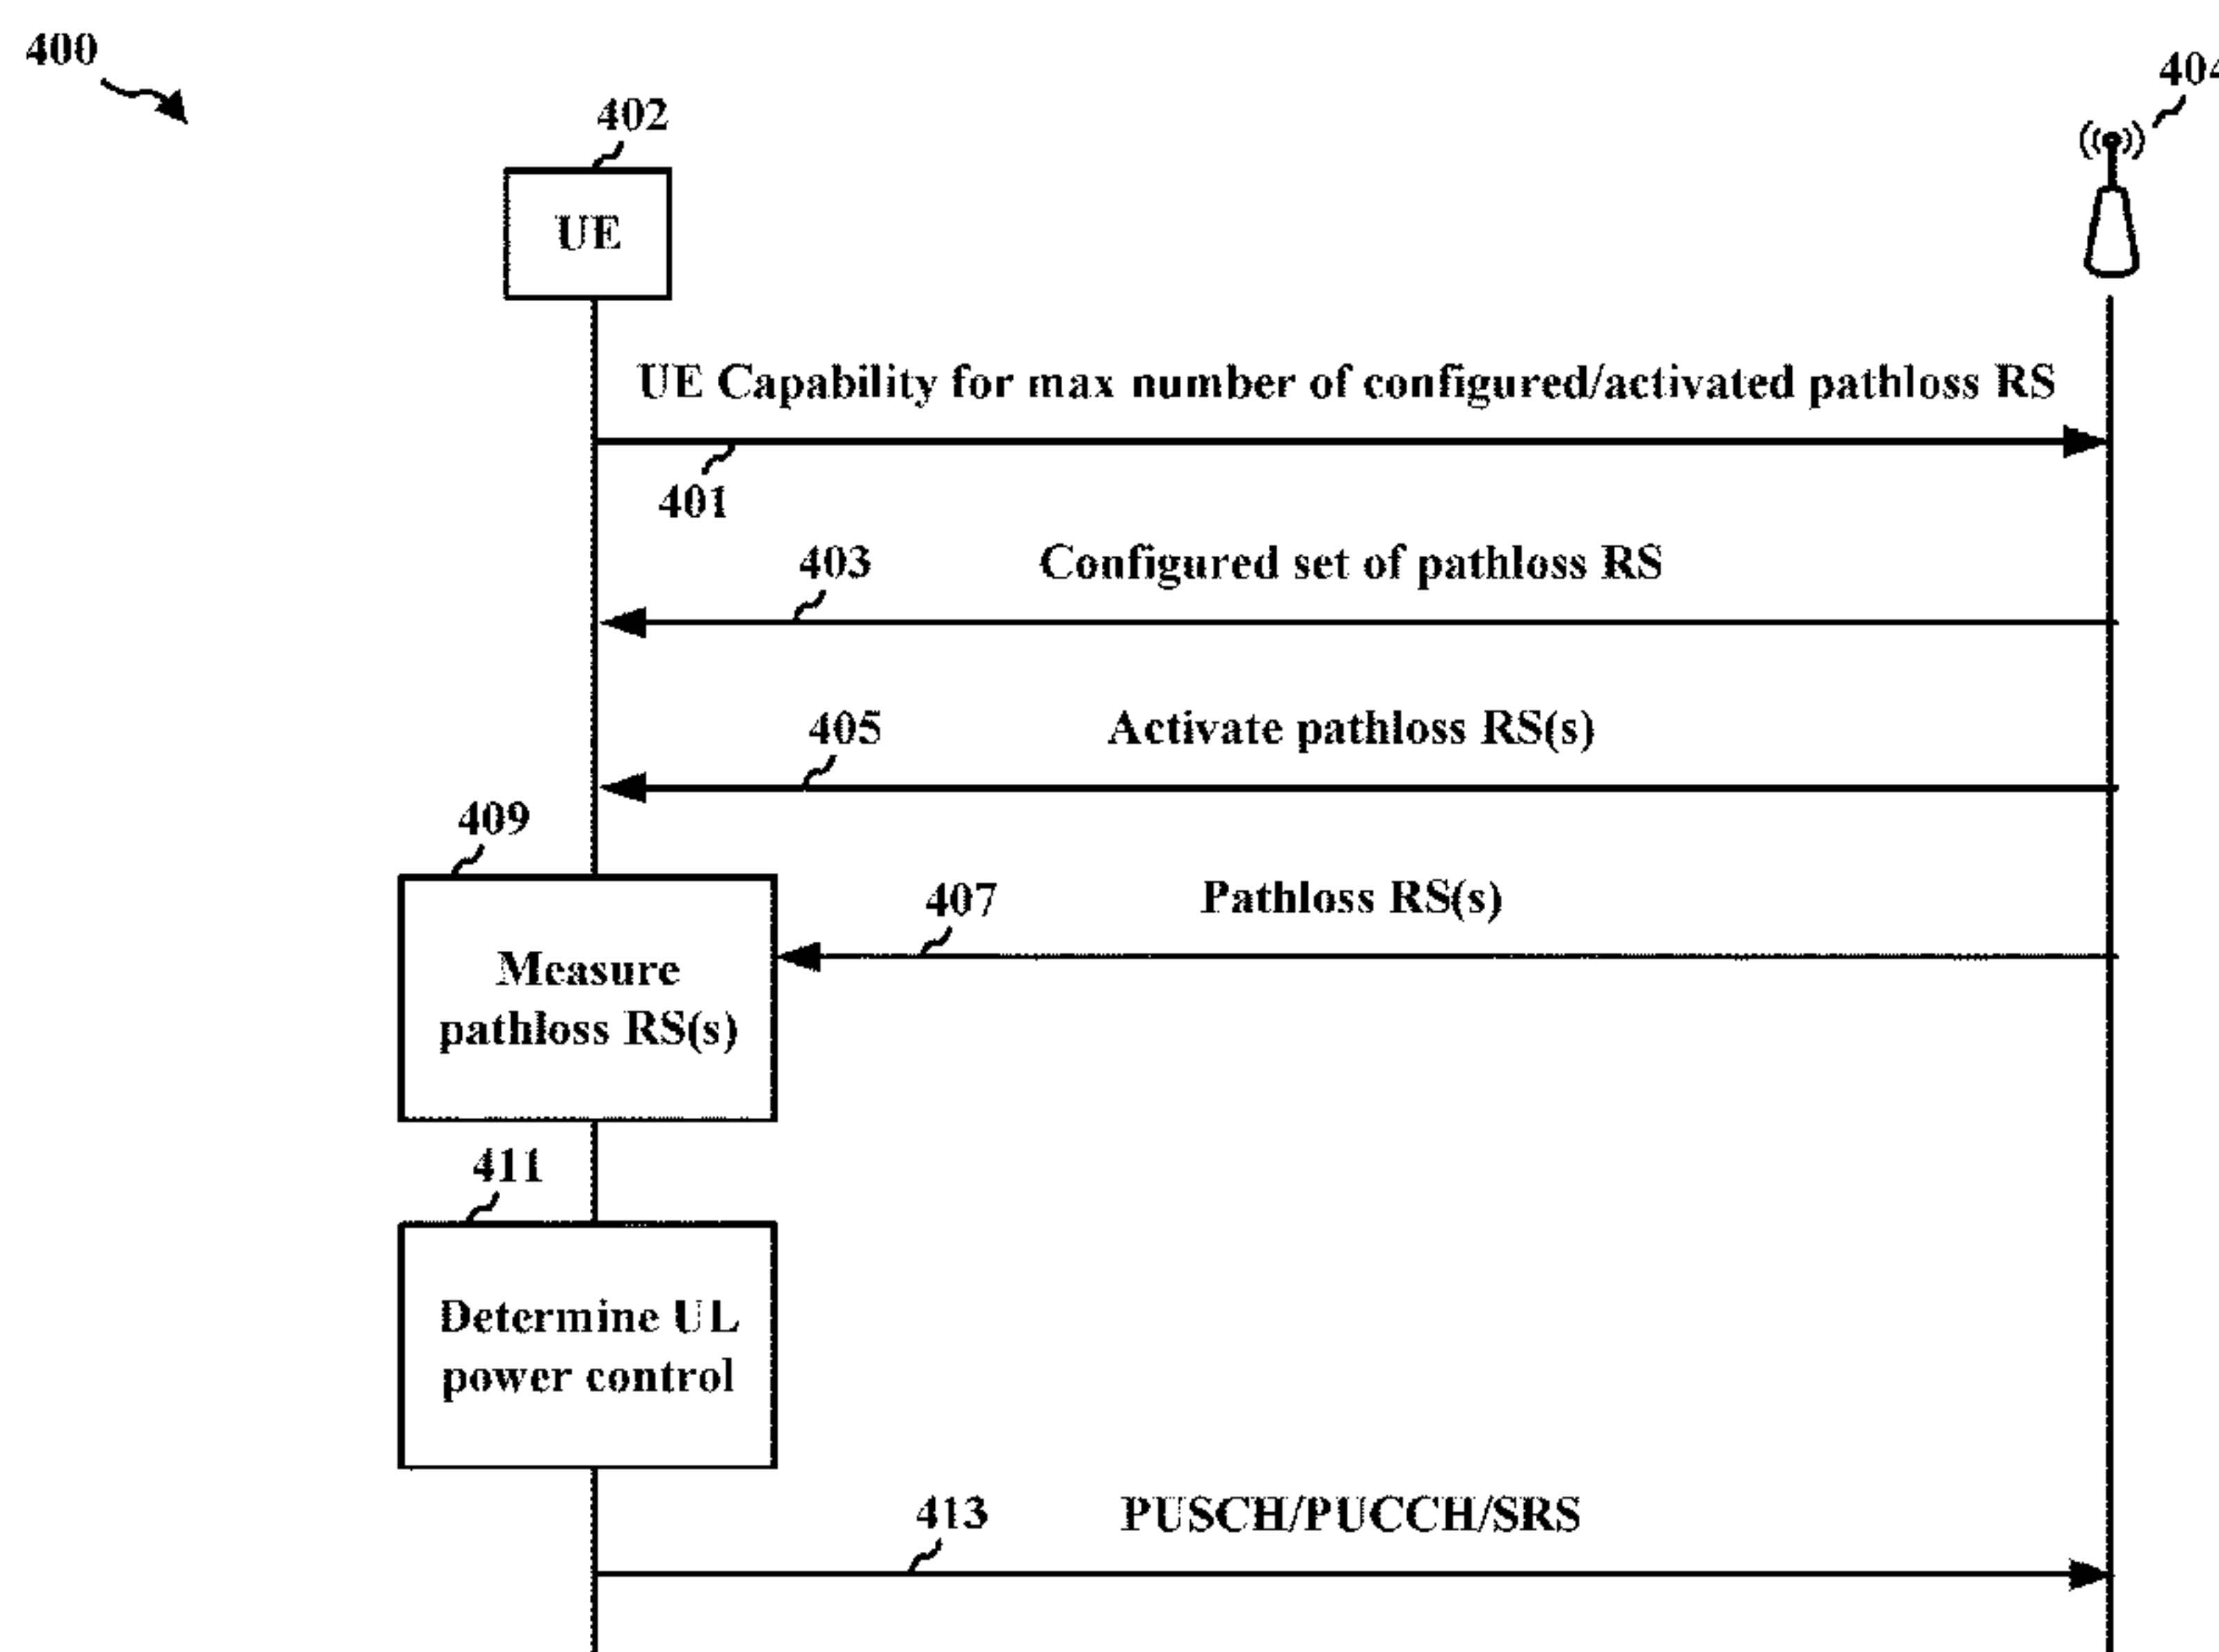 400
404
402
UE
UE Capability for max number of configured/activated pathloss RS
401
403
Configured set of pathloss RS
405
Activate pathloss RS(s)
409
407
Pathloss RS(s)
Measure
pathloss RS(s)
411
Determine UL
power control
413
PUSCH/PUCCH/SRS